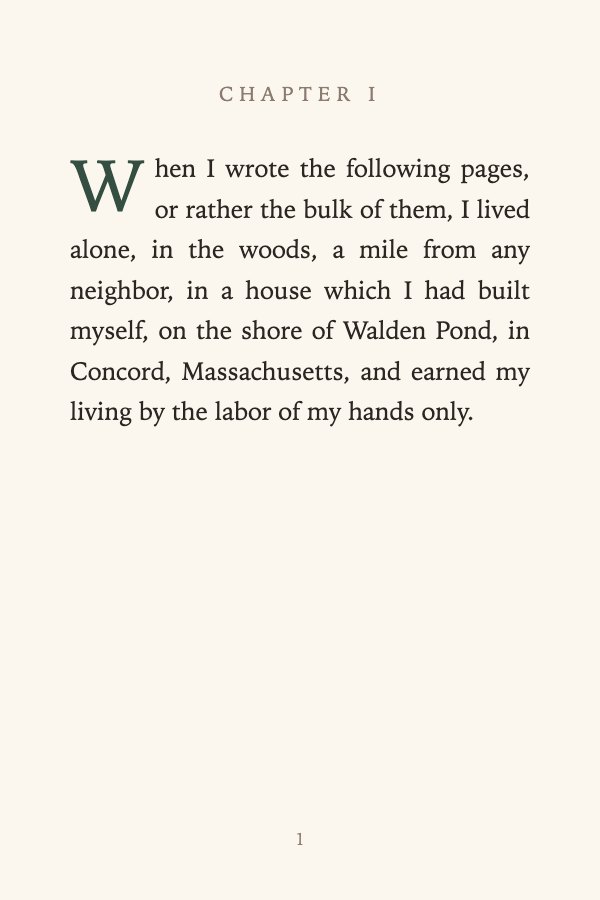 CHAPTER I
When I wrote the following pages,
or rather the bulk of them, I lived
alone, in the woods, a mile from any
neighbor, in a house which I had built
myself, on the shore of Walden Pond, in
Concord, Massachusetts, and earned my
living by the labor of my hands only.
1